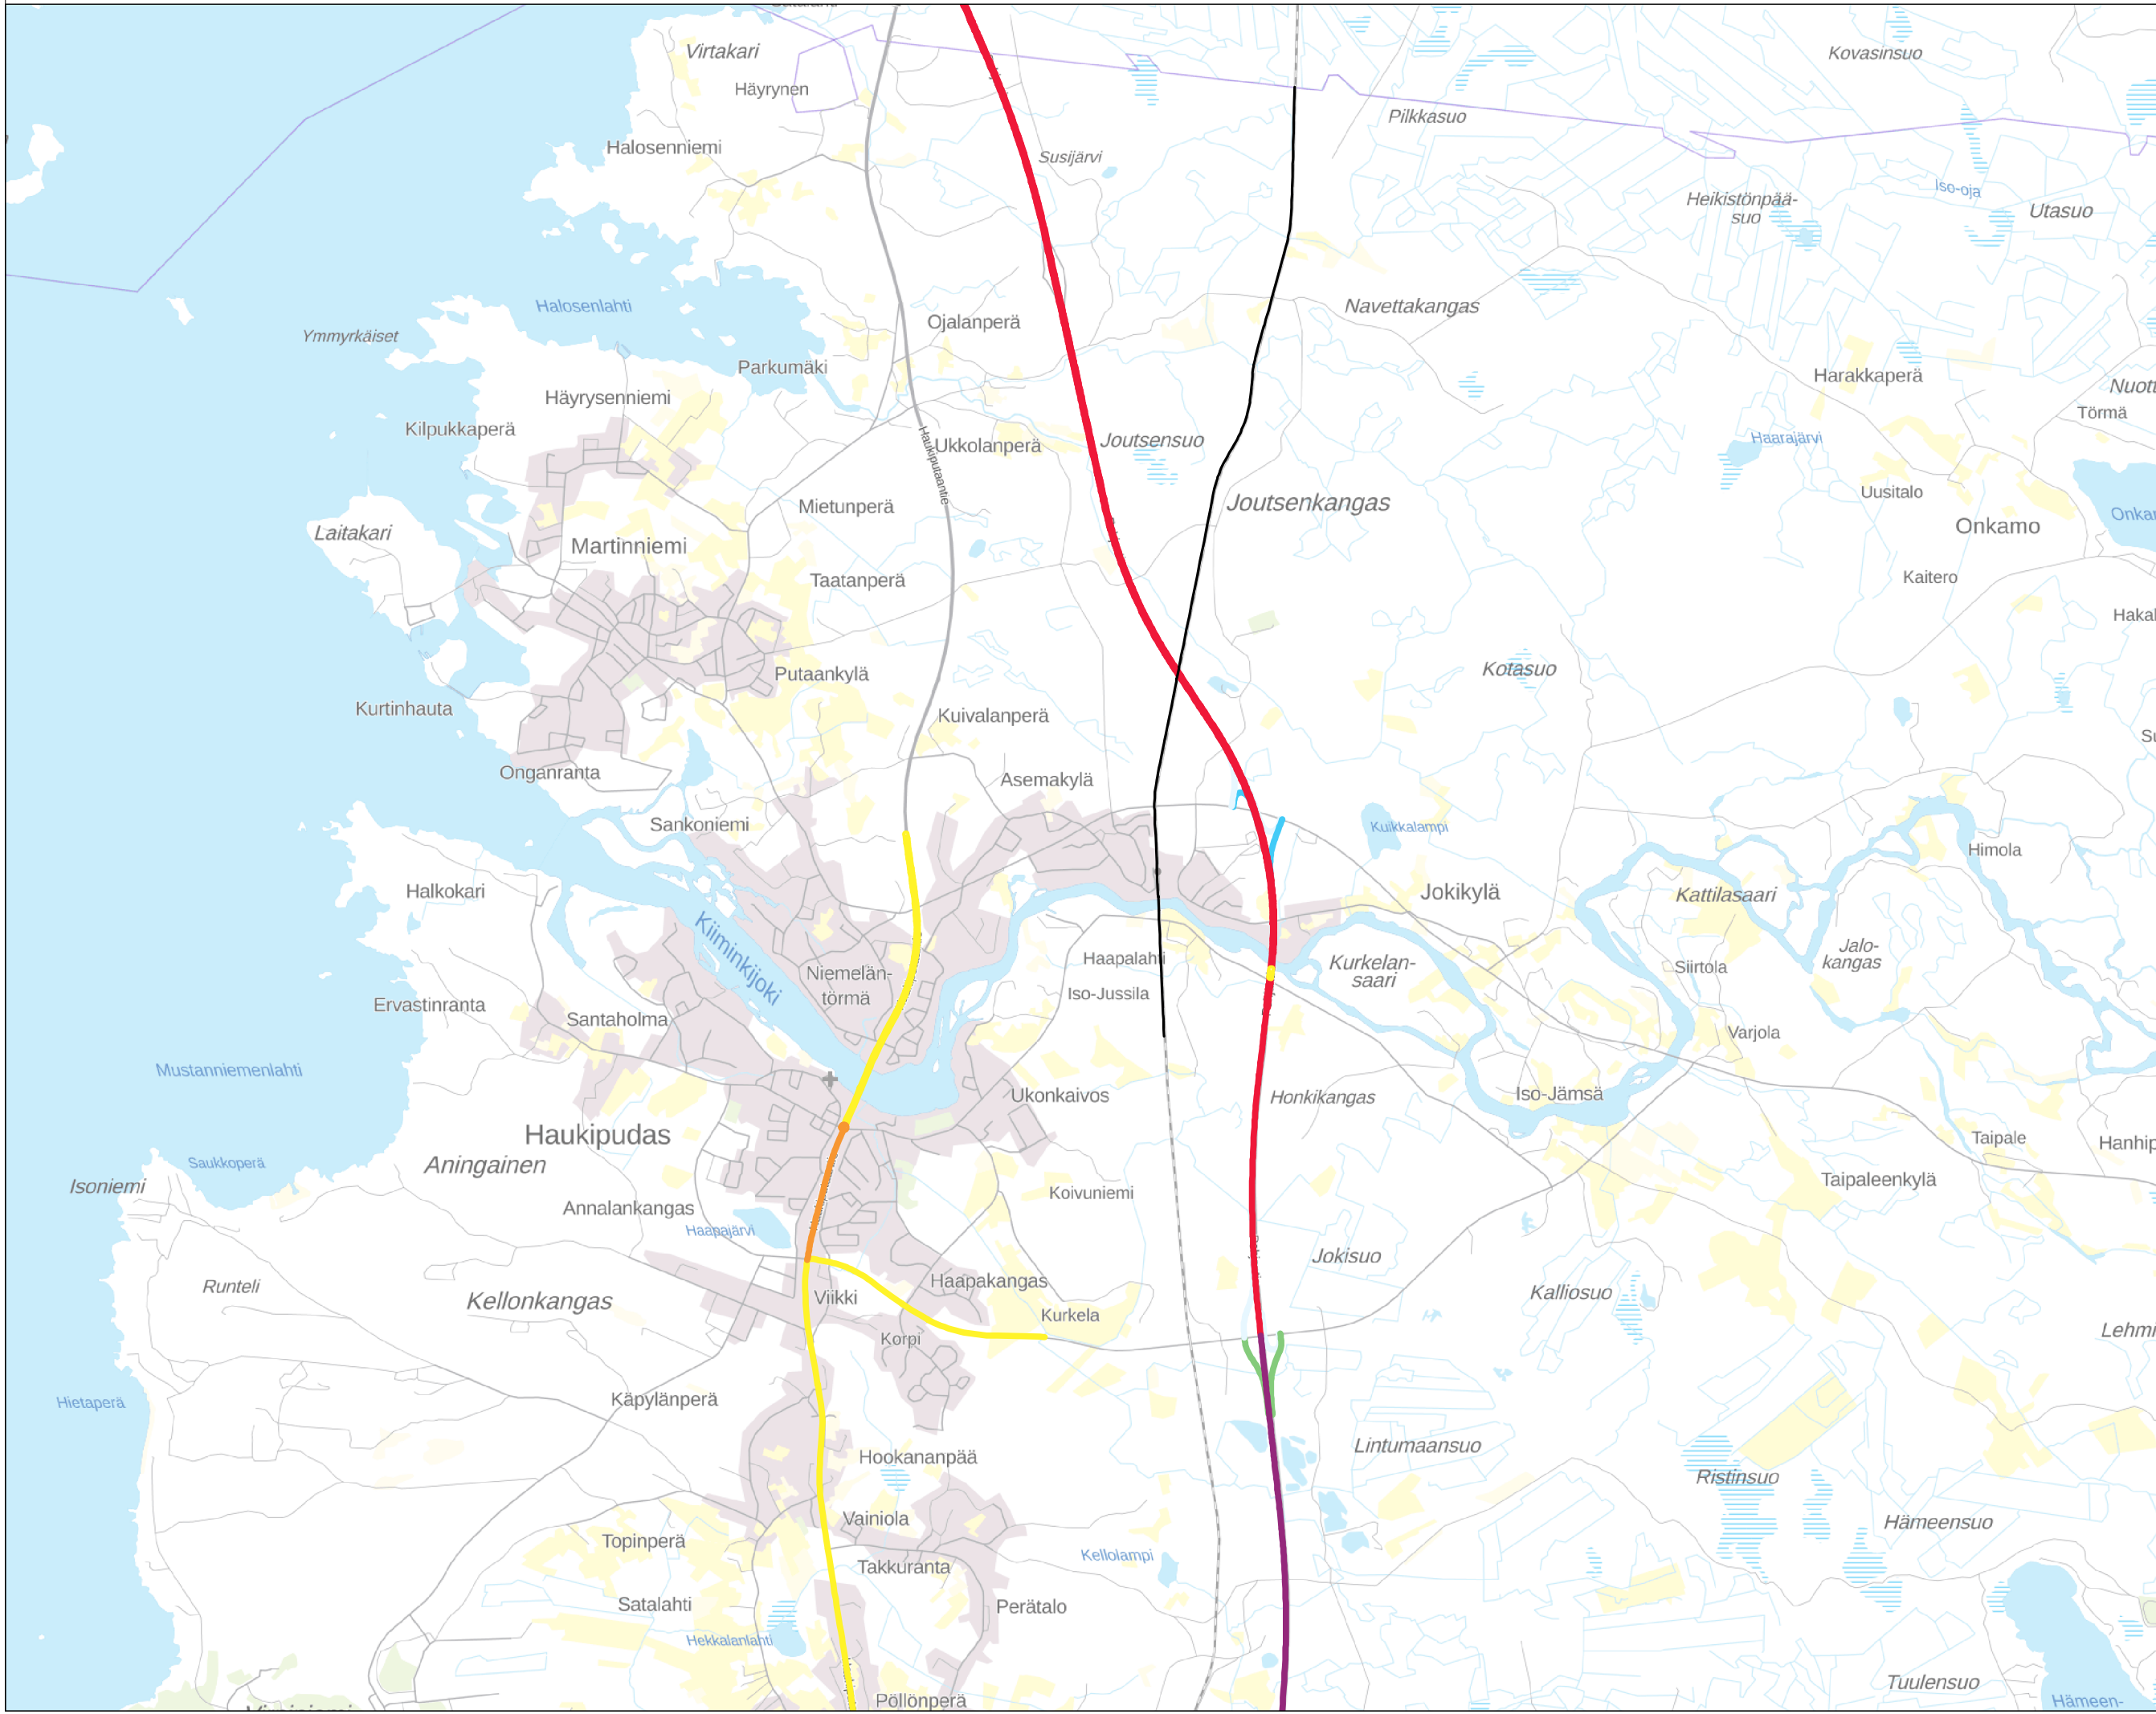 Virtakari
Kovasinsuo
Häyrynen
Pilkkasuo
Halosenniemi
Susijärvi
Iso-oja
Heikistönpää-
suo
Utasuo
Halosenlahti
Navettakangas
Ojalanperä
Ymmyrkäiset
Parkumäki
Harakkaperä
Häyrysenniemi
Törmä
Kilpukkaperä
Haukiputaantie
Ukkolanperä
Joutsensuo
Haarajärvi
Uusitalo
Joutsenkangas
Mietunperä
Laitakari
Onkamo
Martinniemi
Taatanperä
Kaitero
Putaankylä
Kotasuo
Kurtinhauta
Kuivalanperä
Onganranta
Asemakylä
Sankoniemi
Kuikkalampi
Himola
Halkokari
Jokikylä
Kattilasaari
Kiiminkijoki
Haapalahti
Jalo-
kangas
Niemelän-
törmä
Kurkelan-
saari
Siirtola
Iso-Jussila
Ervastinranta
Santaholma
Varjola
Mustanniemenlahti
Ukonkaivos
Honkikangas
Iso-Jämsä
Haukipudas
Taipale
Aningainen
Saukkoperä
Isoniemi
Koivuniemi
Taipaleenkylä
Annalankangas
Haapajärvi
Jokisuo
Runteli
Haapakangas
Kellonkangas
Viikki
Kalliosuo
Kurkela
Korpi
Käpylänperä
Hietaperä
Lintumaansuo
Hookananpää
Ristinsuo
Vainiola
Hämeensuo
Topinperä
Kellolampi
Takkuranta
Satalahti
Perätalo
Hekkalanlahti
Tuulensuo
Pöllönperä
Hämeen-